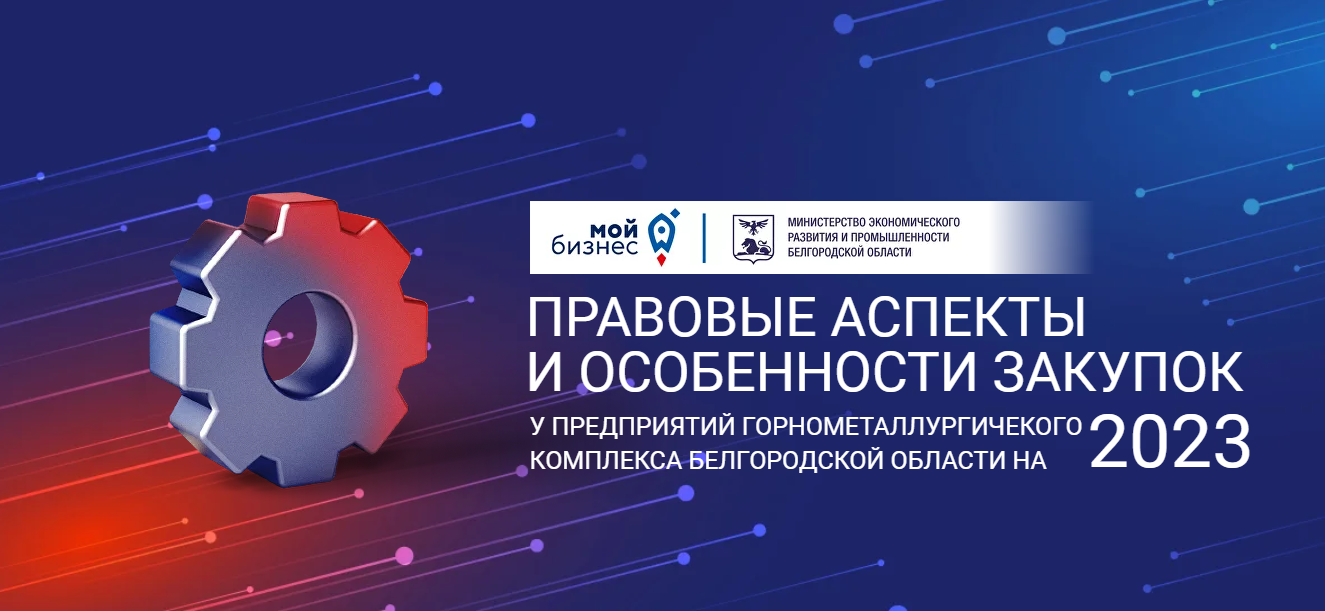 мой
бизнес
МИНИСТЕРСТВО ЭКОНОМИЧЕСКОГО
РАЗВИТИЯ И ПРОМЫШЛЕННОСТИ
БЕЛГОРОДСКОЙ ОБЛАСТИ
ПРАВОВЫЕ АСПЕКТЫ
И ОСОБЕННОСТИ ЗАКУПОК
У ПРЕДПРИЯТИЙ ГОРНОМЕТАЛЛУРГИЧЕКОГО
КОМПЛЕКСА БЕЛГОРОДСКОЙ ОБЛАСТИ НА
2023